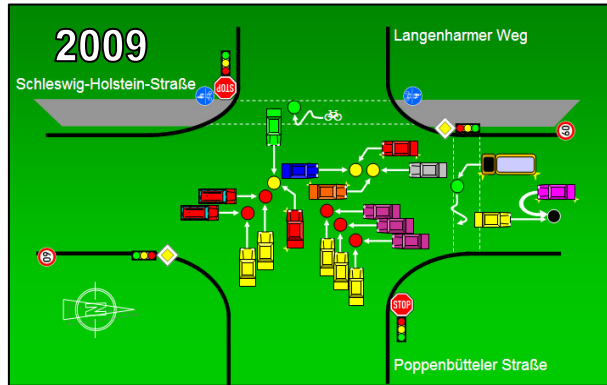 2009
Langenharmer Weg
Schleswig-Holstein-Straße
STOP
60
60
N
STOP
Poppenbütteler Straße